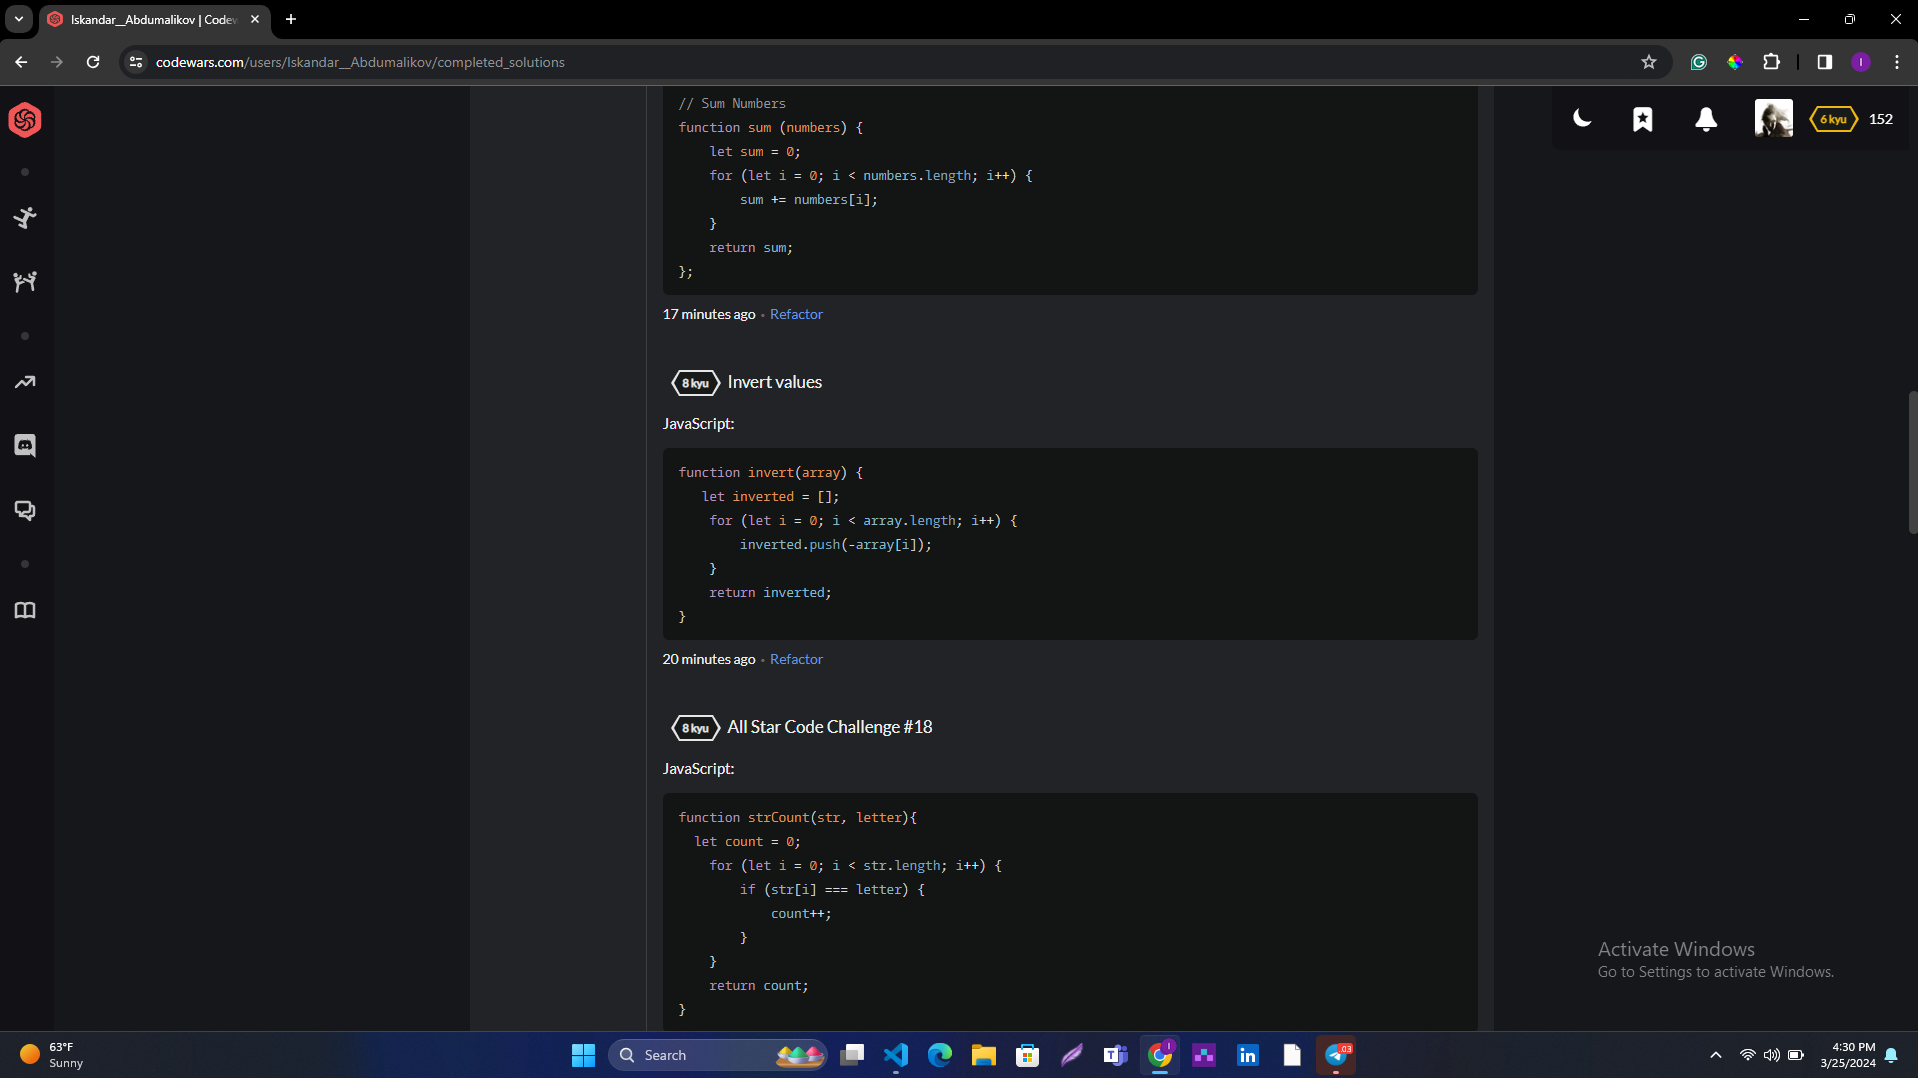 Iskandar__Abdumalikov | Codew
codewars.com/users/Iskandar__Abdumalikov/completed_solutions
6 kyu 152
// Sum Numbers
function sum (numbers) {
    let sum = 0;
    for (let i = 0; i < numbers.length; i++) {
        sum += numbers[i];
    }
    return sum;
};
17 minutes ago • Refactor
8 kyu Invert values
JavaScript:
function invert(array) {
   let inverted = [];
    for (let i = 0; i < array.length; i++) {
        inverted.push(-array[i]);
    }
    return inverted;
}
20 minutes ago • Refactor
8 kyu All Star Code Challenge #18
JavaScript:
function strCount(str, letter){
  let count = 0;
    for (let i = 0; i < str.length; i++) {
        if (str[i] === letter) {
            count++;
        }
    }
    return count;
}
Activate Windows
Go to Settings to activate Windows.
63°F
Sunny
Search
03
4:30 PM
3/25/2024